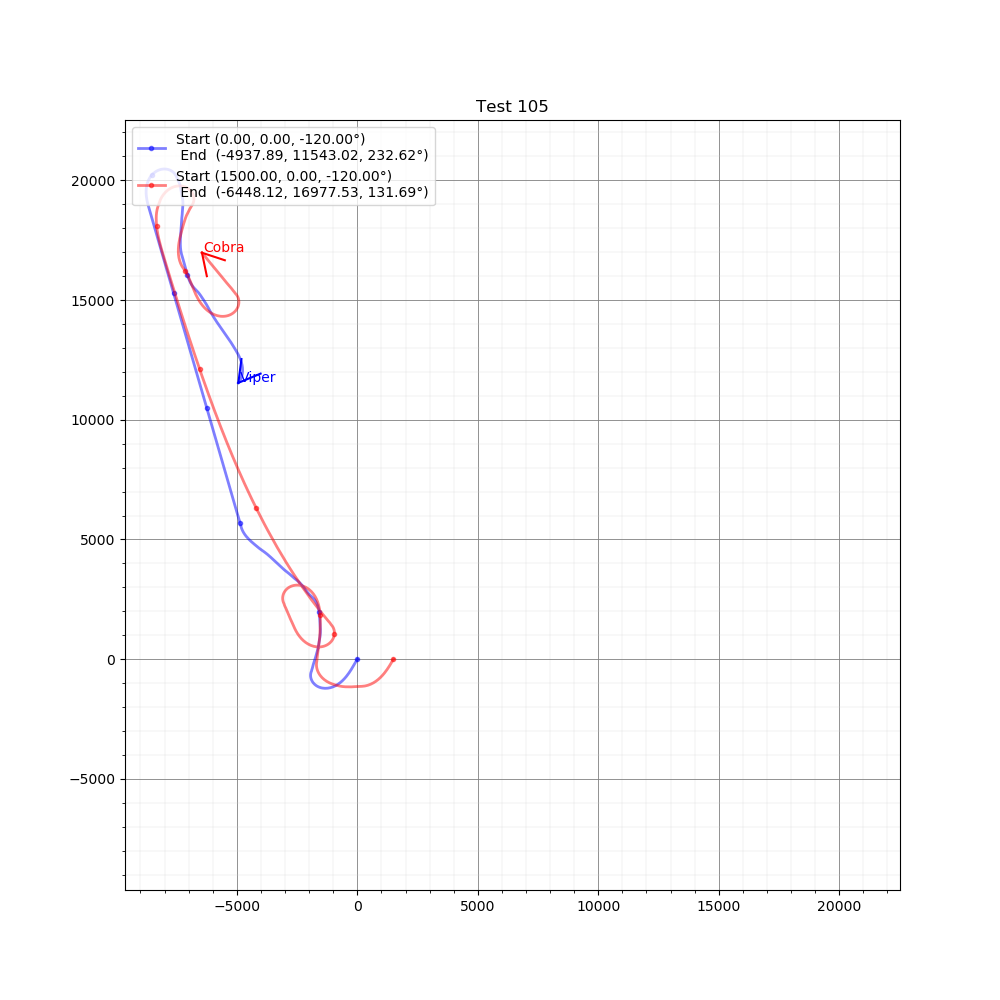 Test 105
Start (0.00, 0.00, -120.00°)
End (-4937.89, 11543.02, 232.62°)
Start (1500.00, 0.00, -120.00°)
End (-6448.12, 16977.53, 131.69°)
Cobra
Viper
20000
15000
10000
5000
0
−5000
−5000
0
5000
10000
15000
20000